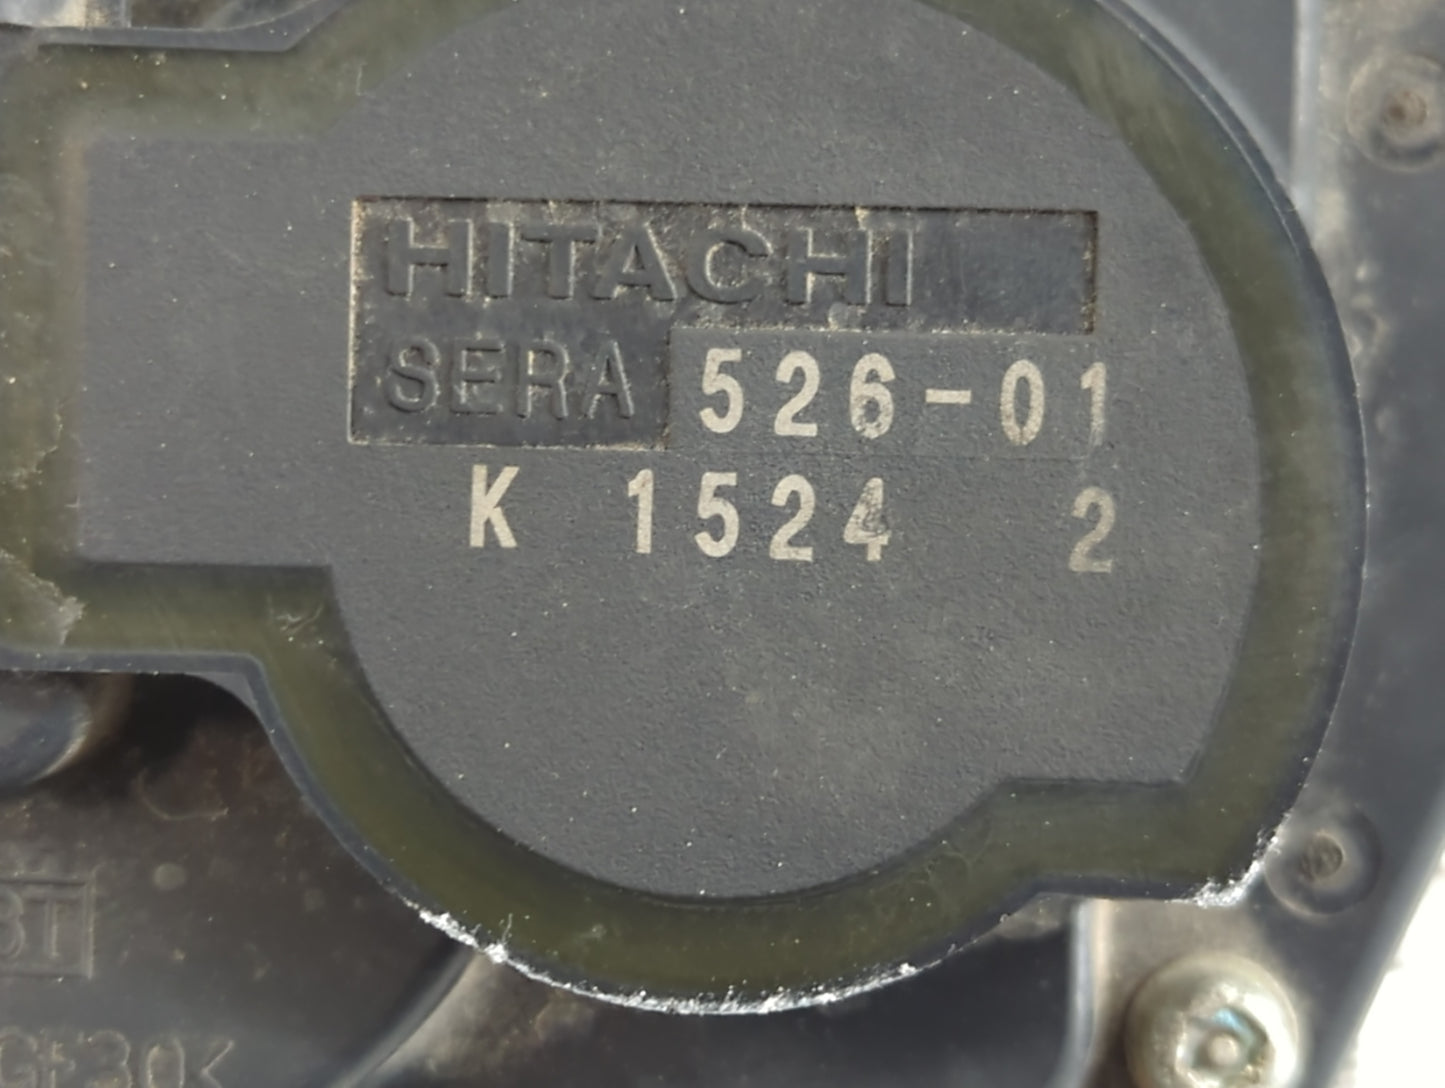 HITACHI
SERA 526-01
K 1524 2